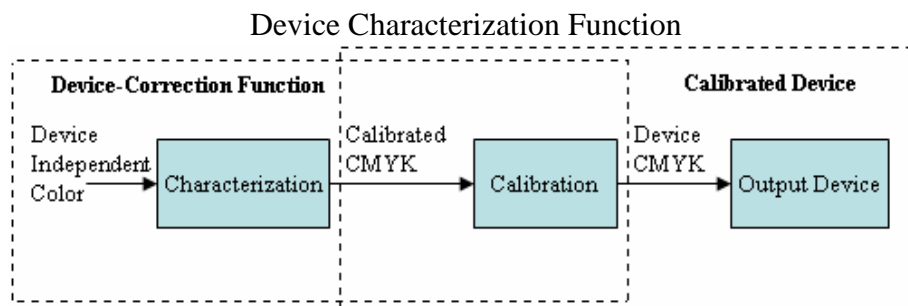 Device Characterization Function
Device-Correction Function
Calibrated Device
Device
Independent
Color
Characterization
Calibrated
CMYK
Calibration
Device
CMYK
Output Device